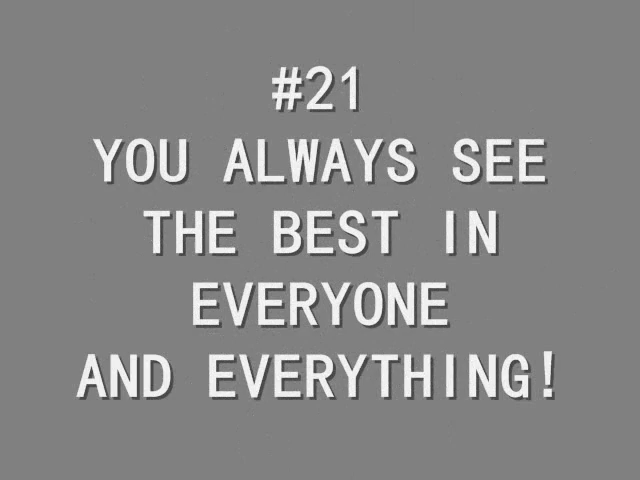 #21
YOU ALWAYS SEE
THE BEST IN
EVERYONE
AND EVERYTHING!